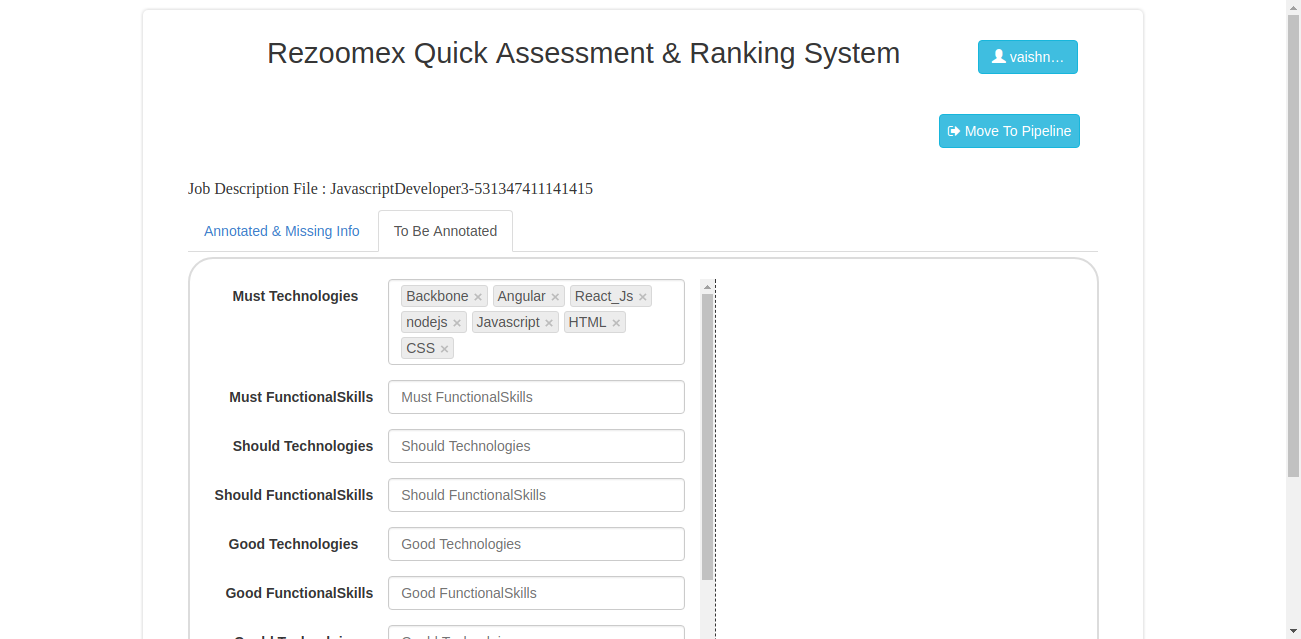 Rezoomex Quick Assessment & Ranking System
vaishn...
Move To Pipeline
Job Description File : JavascriptDeveloper3-531347411141415
Annotated & Missing Info
To Be Annotated
Must Technologies
Backbone × Angular × React_Js ×
nodejs × Javascript × HTML ×
CSS ×
Must FunctionalSkills
Must FunctionalSkills
Should Technologies
Should Technologies
Should FunctionalSkills
Should FunctionalSkills
Good Technologies
Good Technologies
Good FunctionalSkills
Good FunctionalSkills